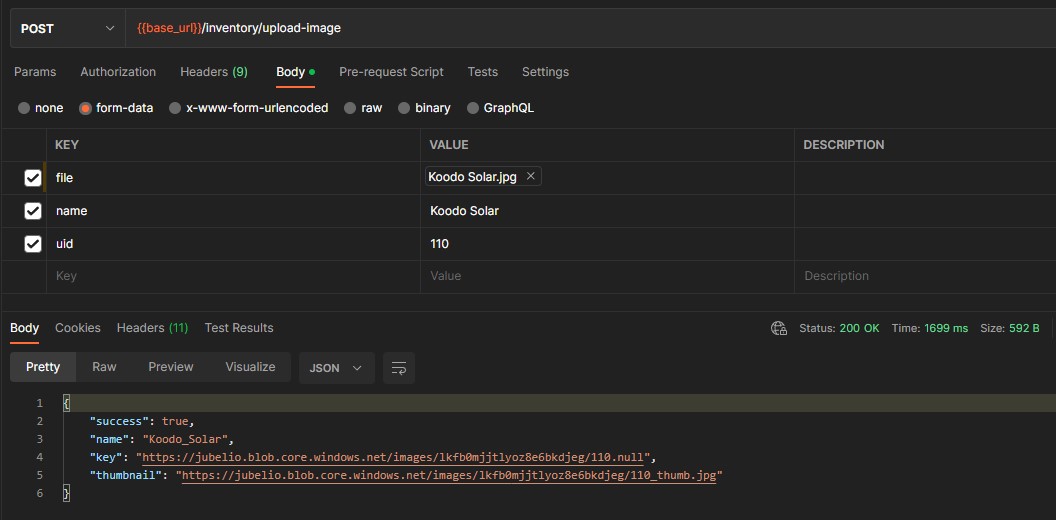 POST {{base_url}}/inventory/upload-image
Params Authorization Headers (9) Body Pre-request Script Tests Settings
none form-data x-www-form-urlencoded raw binary GraphQL
KEY VALUE DESCRIPTION
file Koodo Solar.jpg
name Koodo Solar
uid 110
Key Value Description
Body Cookies Headers (11) Test Results Status: 200 OK Time: 1699 ms Size: 592 B
Pretty Raw Preview Visualize JSON
1 {
2 "success": true,
3 "name": "Koodo_Solar",
4 "key": "https://jubelio.blob.core.windows.net/images/lkfb0mjjtlyoz8e6bkdjeg/110.null",
5 "thumbnail": "https://jubelio.blob.core.windows.net/images/lkfb0mjjtlyoz8e6bkdjeg/110_thumb.jpg"
6 }